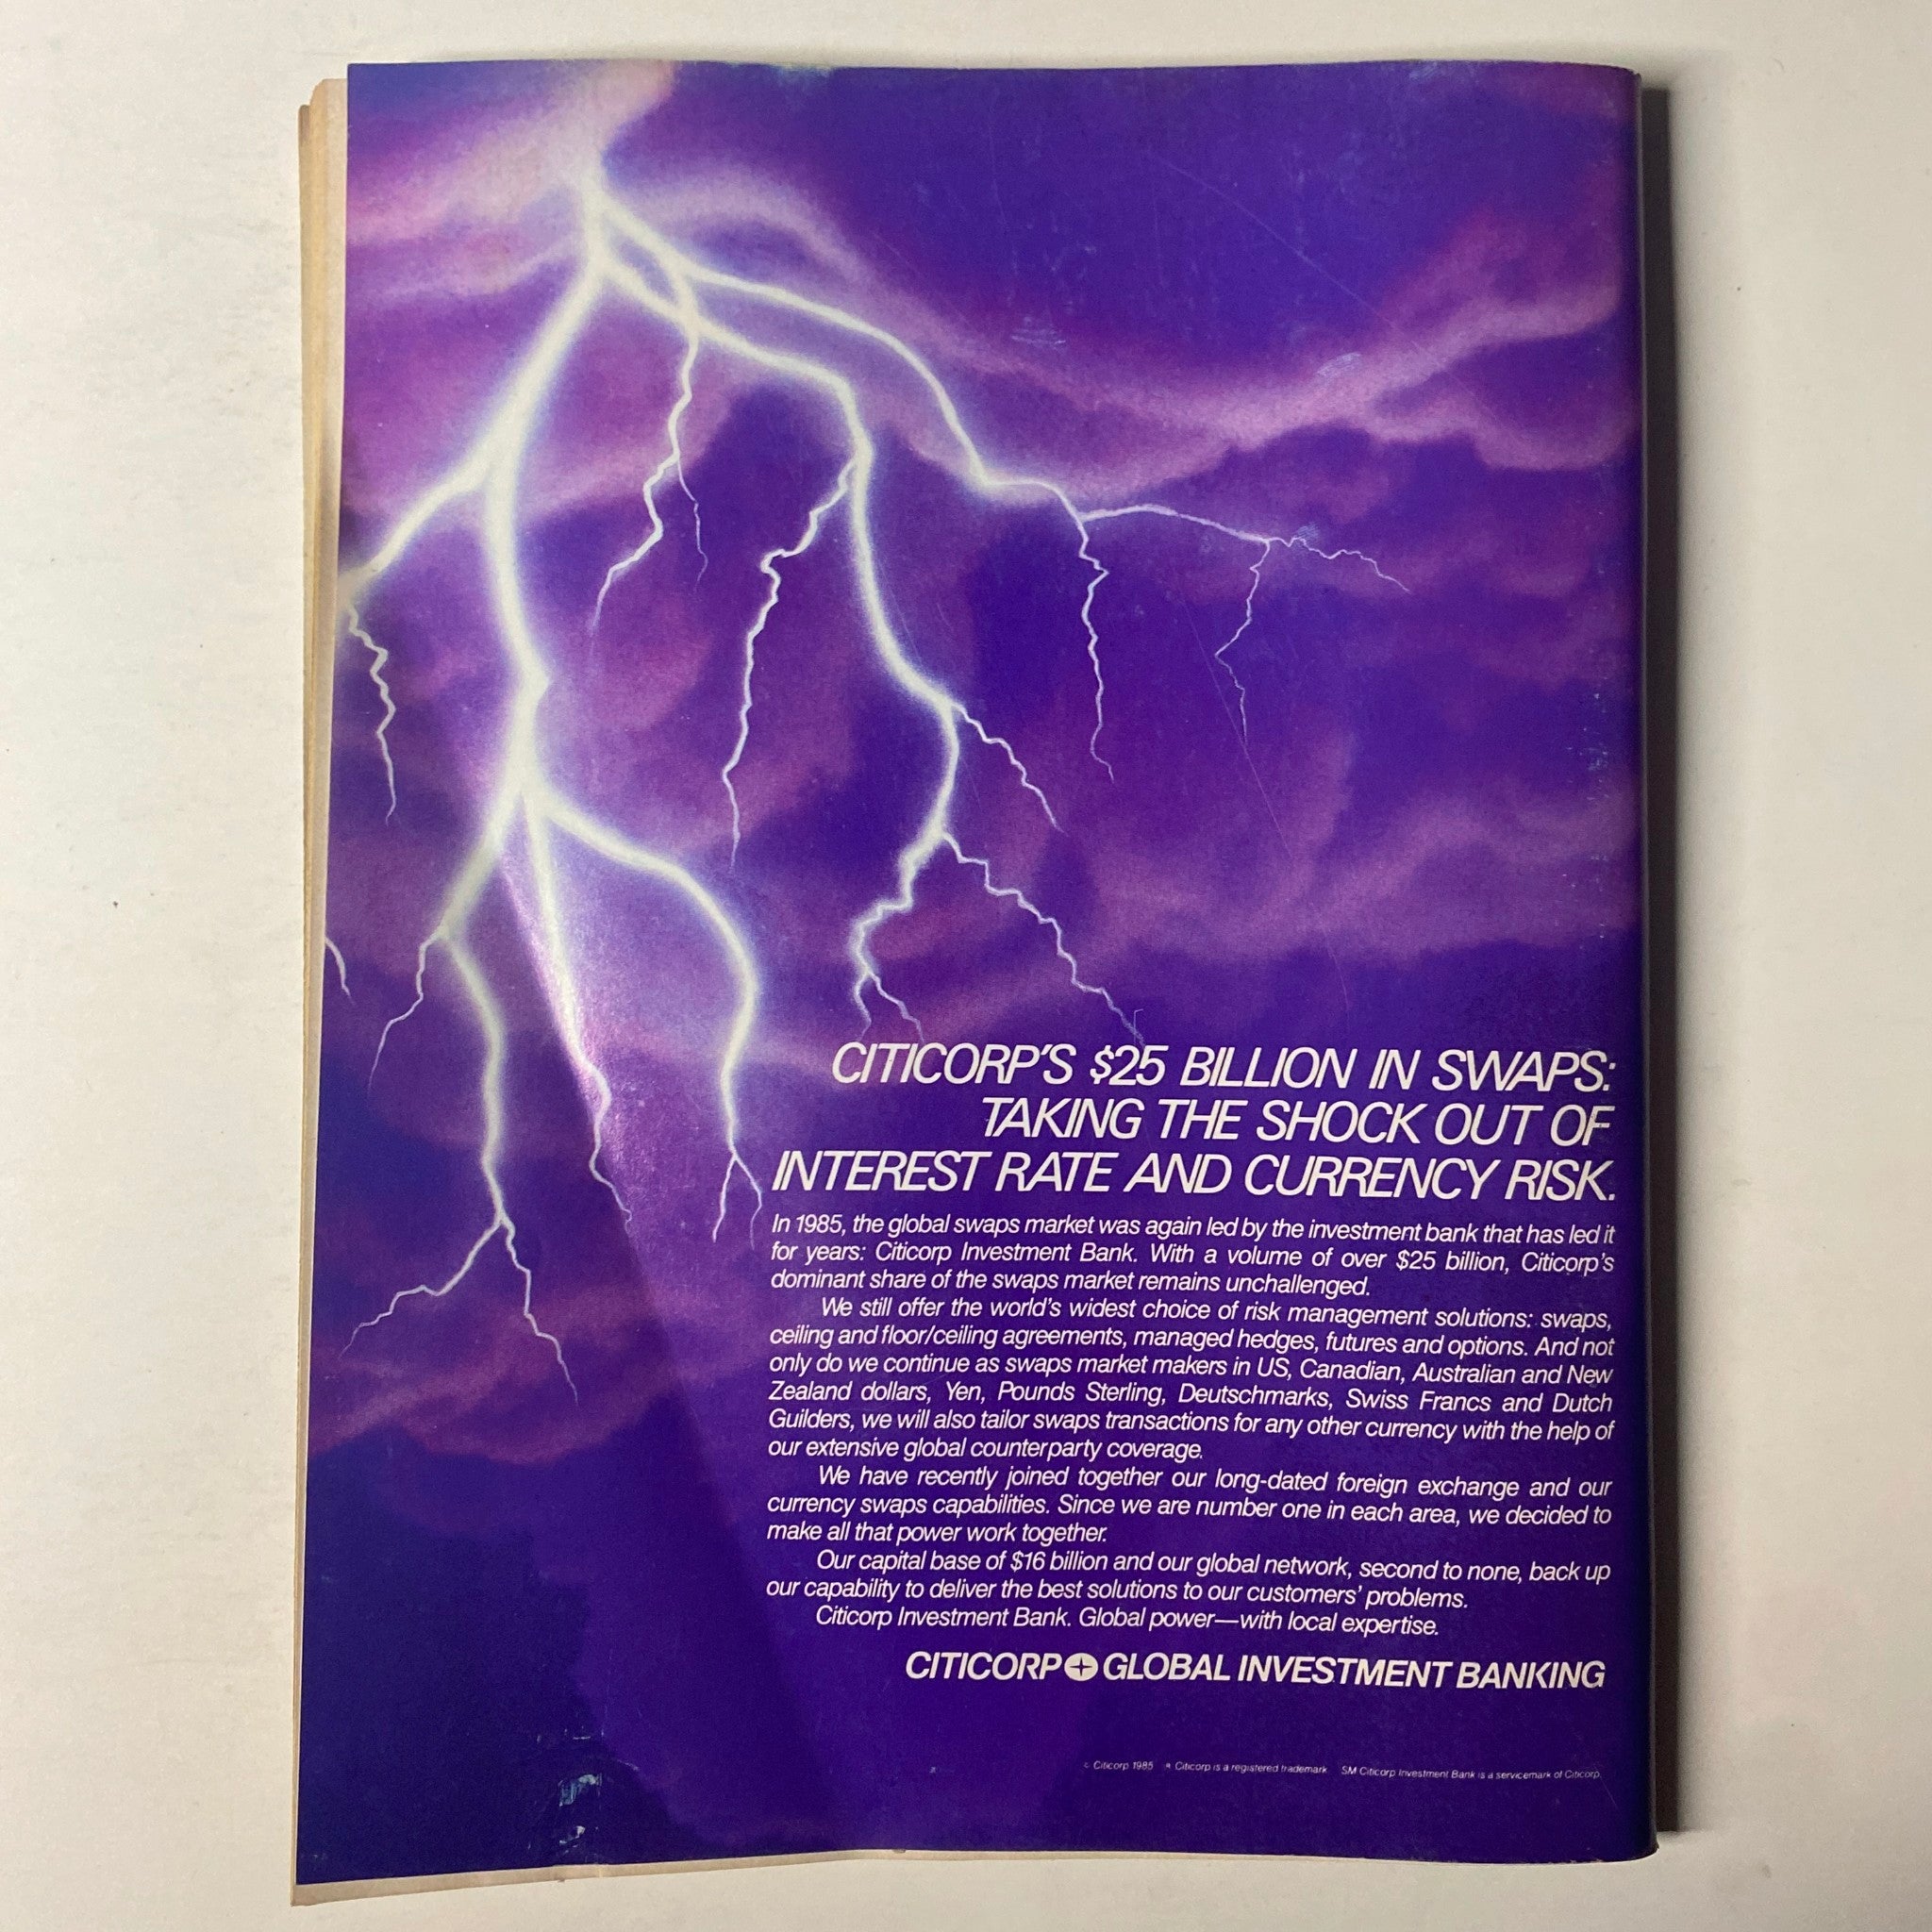 CITICORP'S $25 BILLION IN SWAPS:
TAKING THE SHOCK OUT OF
INTEREST RATE AND CURRENCY RISK.
In 1985, the global swaps market was again led by the investment bank that has led it
for years: Citicorp Investment Bank. With a volume of over $25 billion, Citicorp's
dominant share of the swaps market remains unchallenged.
We still offer the world's widest choice of risk management solutions: swaps,
ceiling and floor/ceiling agreements, managed hedges, futures and options. And not
only do we continue as swaps market makers in US, Canadian, Australian and New
Zealand dollars, Yen, Pounds Sterling, Deutschmarks, Swiss Francs and Dutch
Guilders, we will also tailor swaps transactions for any other currency with the help of
our extensive global counterparty coverage.
We have recently joined together our long-dated foreign exchange and our
currency swaps capabilities. Since we are number one in each area, we decided to
make all that power work together.
Our capital base of $16 billion and our global network, second to none, back up
our capability to deliver the best solutions to our customers' problems.
Citicorp Investment Bank. Global power—with local expertise.
CITICORP GLOBAL INVESTMENT BANKING
© Citicorp 1985 ® Citicorp is a registered trademark SM Citicorp Investment Bank is a servicemark of Citicorp.